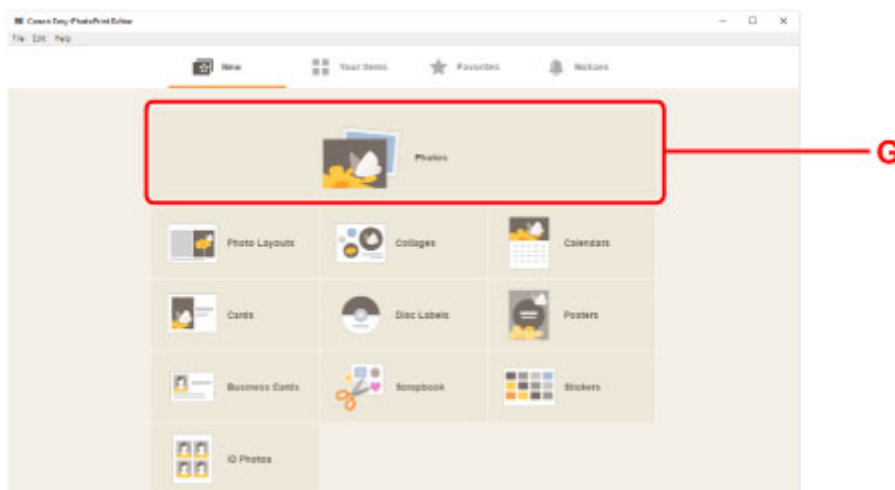 Canon Easy-PhotoPrint Editor
File Edit Help
New Your Items Favorites Notices
Photos
G
Photo Layouts Collages Calendars
Cards Disc Labels Posters
Business Cards Scrapbook Stickers
ID Photos